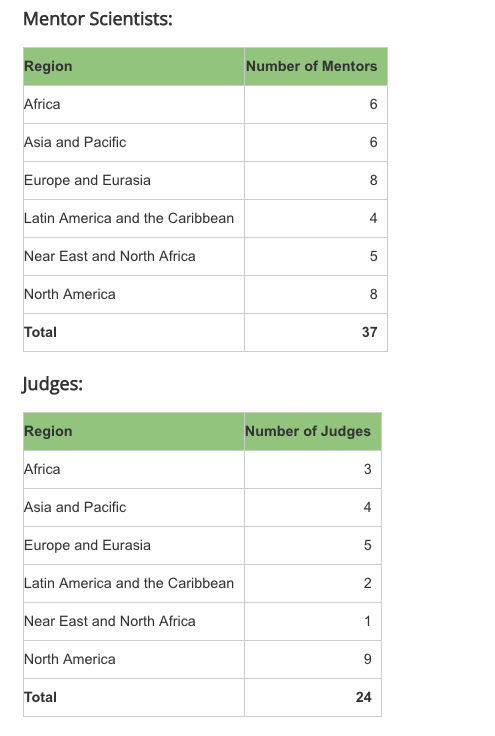 Mentor Scientists:
Region Number of Mentors
Africa 6
Asia and Pacific 6
Europe and Eurasia 8
Latin America and the Caribbean 4
Near East and North Africa 5
North America 8
Total 37
Judges:
Region Number of Judges
Africa 3
Asia and Pacific 4
Europe and Eurasia 5
Latin America and the Caribbean 2
Near East and North Africa 1
North America 9
Total 24